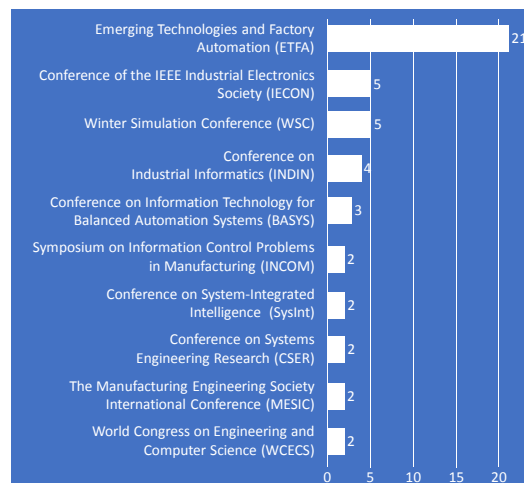 Emerging Technologies and Factory
Automation (ETFA)
21
Conference of the IEEE Industrial Electronics
Society (IECON)
5
Winter Simulation Conference (WSC)
5
Conference on
Industrial Informatics (INDIN)
4
Conference on Information Technology for
Balanced Automation Systems (BASYS)
3
Symposium on Information Control Problems
in Manufacturing (INCOM)
2
Conference on System-Integrated
Intelligence (SysInt)
2
Conference on Systems
Engineering Research (CSER)
2
The Manufacturing Engineering Society
International Conference (MESIC)
2
World Congress on Engineering and
Computer Science (WCECS)
2
0 5 10 15 20